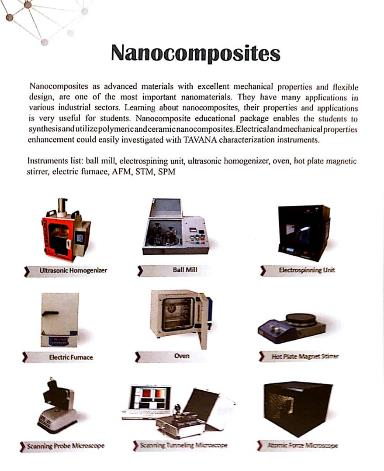 Nanocomposites
Nanocomposites as advanced materials with excellent mechanical properties and flexible
design, are one of the most important nanomaterials. They have many applications in
various industrial sectors. Learning about nanocomposites, their properties and applications
is very useful for students. Nanocomposite educational package enables the students to
synthesis and utilize polymeric and ceramic nanocomposites. Electrical and mechanical properties
enhancement could easily investigated with TAVANA characterization instruments.
Instruments list: ball mill, electrospining unit, ultrasonic homogenizer, oven, hot plate magnetic
stirrer, electric furnace, AFM, STM, SPM
Ultrasonic Homogenizer
Ball Mill
Electrospinning Unit
Electric Furnace
Oven
Hot Plate Magnet Stirrer
Scanning Probe Microscope
Scanning Tunneling Microscope
Atomic Force Microscope